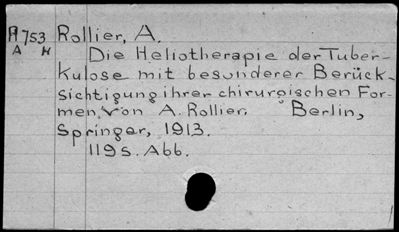 A 753 Rollier, A.
A H Die Heliotherapie der Tuber-
kulose mit besonderer Berück-
sichtigung ihrer chirurgischen For-
men, von A. Rollier. Berlin,
Springer, 1913.
119 s. Abb.